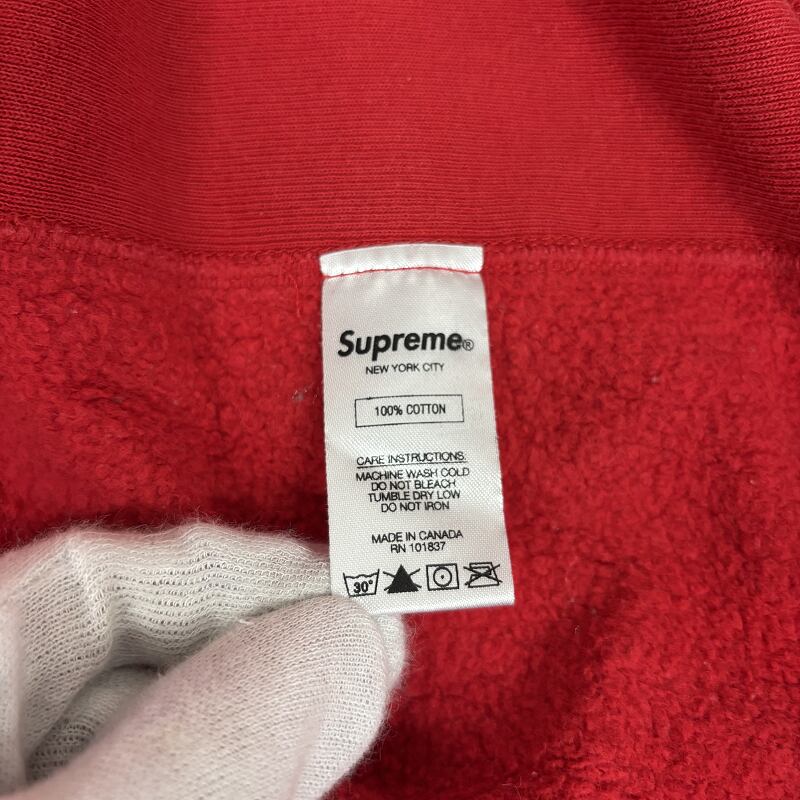 Supreme®
NEW YORK CITY
100% COTTON
CARE INSTRUCTIONS:
MACHINE WASH COLD
DO NOT BLEACH
TUMBLE DRY LOW
DO NOT IRON
MADE IN CANADA
RN 101837
30°